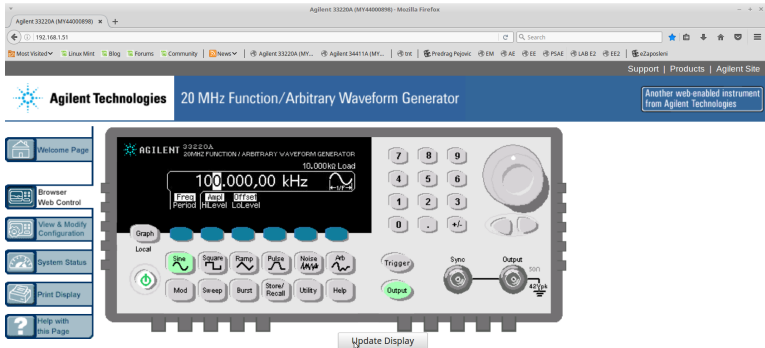 Agilent 33220A (MY44000898)- Mozilla Firefox
Agilent 33220A (MY44000898) × +
192.168.1.51
Search
Most Visited Linux Mint Blog Forums Community News Agilent 33220A (MY... Agilent 34411A (MY... tnt Predrag Pejovic EM AE EE PSAE LAB E2 EE2 eZaposleni
Support | Products | Agilent Site
Agilent Technologies
20 MHz Function/Arbitrary Waveform Generator
Another web-enabled instrument
from Agilent Technologies
Welcome Page
Browser
Web Control
View & Modify
Configuration
System Status
Print Display
Help with
this Page
AGILENT 33220A
20MHz FUNCTION / ARBITRARY WAVEFORM GENERATOR
10.000kΩ Load
100.000,00 kHz
1/F
Freq Ampl Offset
Period HiLevel LoLevel
Graph
Local
Sine Square Ramp Pulse Noise Arb
Mod Sweep Burst Store/
Recall Utility Help
7 8 9
4 5 6
1 2 3
0 . +/-
Trigger
Output
Sync
Output
50Ω
42Vpk
Update Display